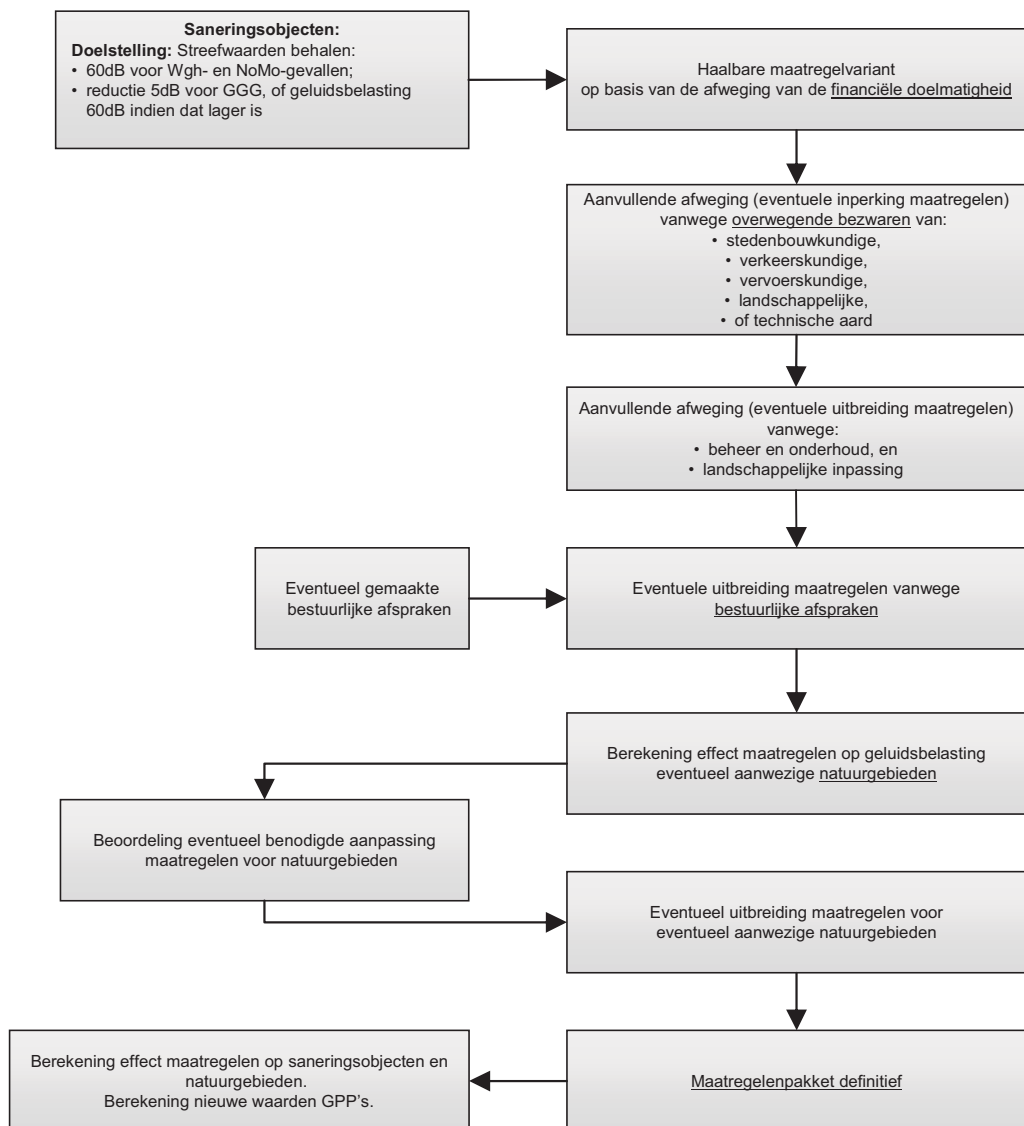 Saneringsobjecten:
Doelstelling: Streefwaarden behalen:
• 60dB voor Wgh- en NoMo-gevallen;
• reductie 5dB voor GGG, of geluidsbelasting
60dB indien dat lager is
Haalbare maatregelvariant
op basis van de afweging van de financiële doelmatigheid
Aanvullende afweging (eventuele inperking maatregelen)
vanwege overwegende bezwaren van:
• stedenbouwkundige,
• verkeerskundige,
• vervoerskundige,
• landschappelijke,
• of technische aard
Aanvullende afweging (eventuele uitbreiding maatregelen)
vanwege:
• beheer en onderhoud, en
• landschappelijke inpassing
Eventueel gemaakte
bestuurlijke afspraken
Eventuele uitbreiding maatregelen vanwege
bestuurlijke afspraken
Berekening effect maatregelen op geluidsbelasting
eventueel aanwezige natuurgebieden
Beoordeling eventueel benodigde aanpassing
maatregelen voor natuurgebieden
Eventueel uitbreiding maatregelen voor
eventueel aanwezige natuurgebieden
Berekening effect maatregelen op saneringsobjecten en
natuurgebieden.
Berekening nieuwe waarden GPP's.
Maatregelenpakket definitief